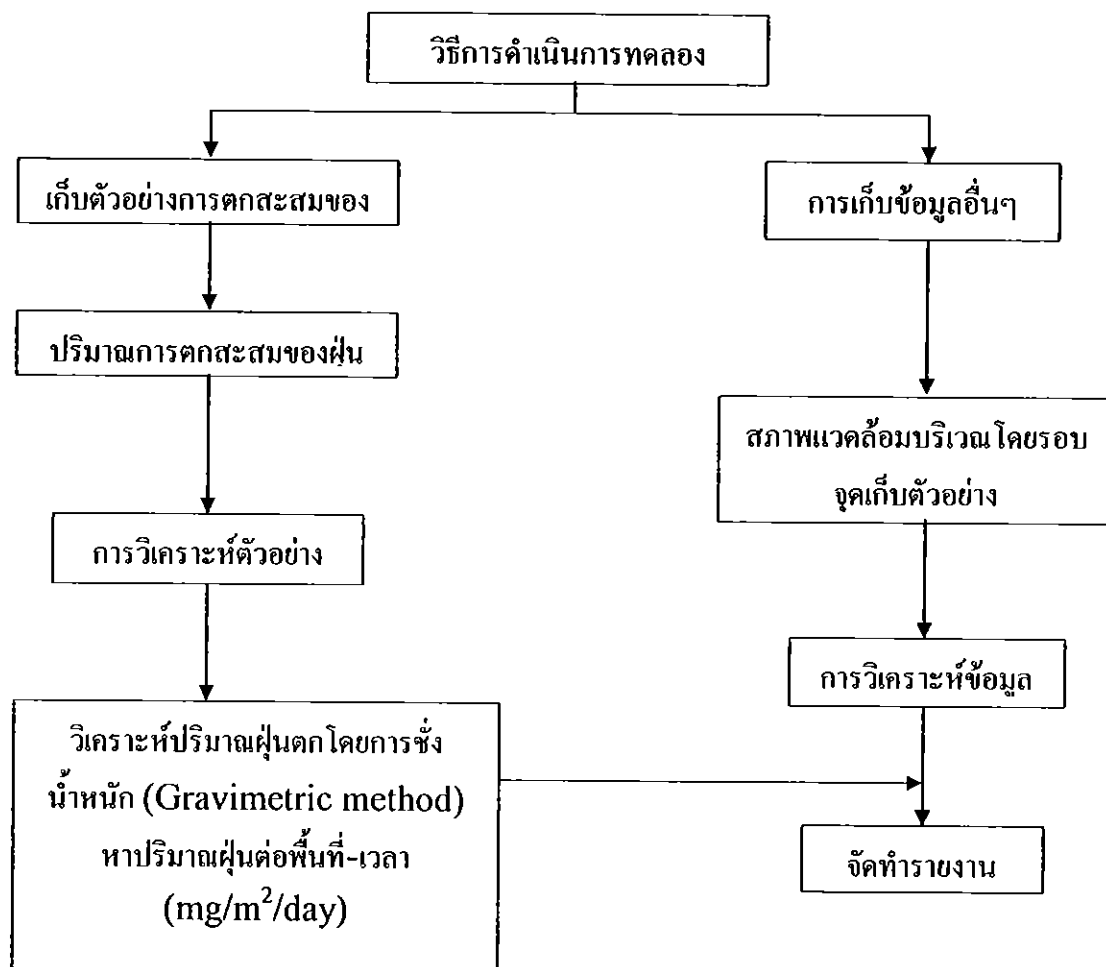 วิธีการดำเนินการทดลอง
เก็บตัวอย่างการตกสะสมของ
การเก็บข้อมูลอื่นๆ
ปริมาณการตกสะสมของฝุ่น
สภาพแวดล้อมบริเวณโดยรอบ
จุดเก็บตัวอย่าง
การวิเคราะห์ตัวอย่าง
การวิเคราะห์ข้อมูล
วิเคราะห์ปริมาณฝุ่นตกโดยการชั่ง
น้ำหนัก (Gravimetric method)
หาปริมาณฝุ่นต่อพื้นที่-เวลา
(mg/m²/day)
จัดทำรายงาน